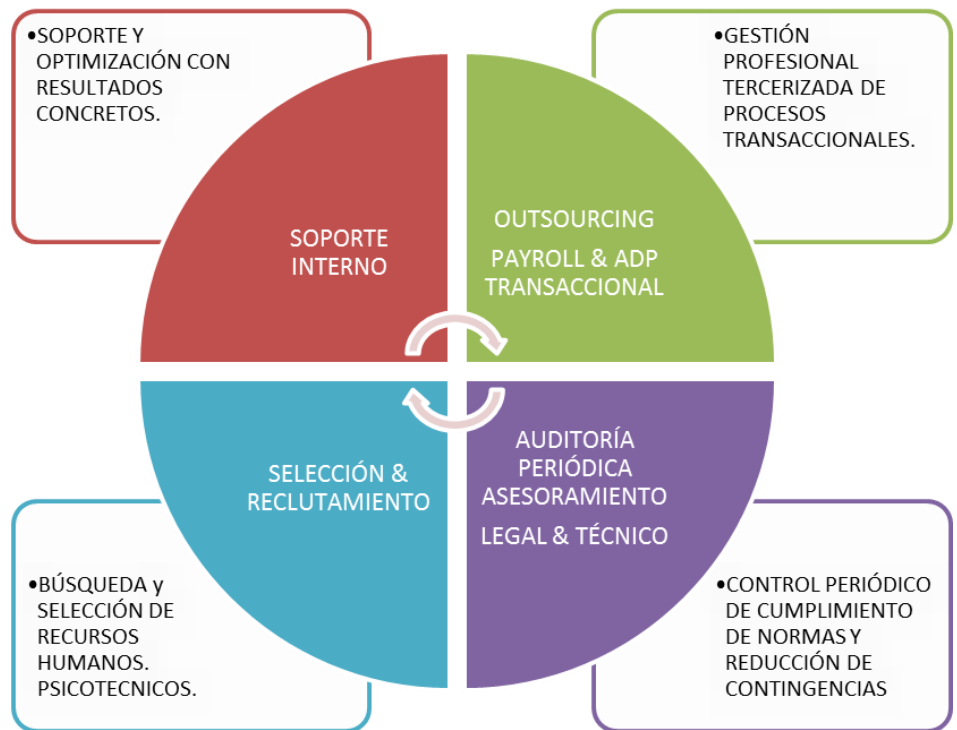 •SOPORTE Y
OPTIMIZACIÓN CON
RESULTADOS
CONCRETOS.
•GESTIÓN
PROFESIONAL
TERCERIZADA DE
PROCESOS
TRANSACCIONALES.
SOPORTE
INTERNO
OUTSOURCING
PAYROLL & ADP
TRANSACCIONAL
SELECCIÓN &
RECLUTAMIENTO
AUDITORÍA
PERIÓDICA
ASESORAMIENTO
LEGAL & TÉCNICO
•BÚSQUEDA y
SELECCIÓN DE
RECURSOS
HUMANOS.
PSICOTECNICOS.
•CONTROL PERIÓDICO
DE CUMPLIMIENTO
DE NORMAS Y
REDUCCIÓN DE
CONTINGENCIAS